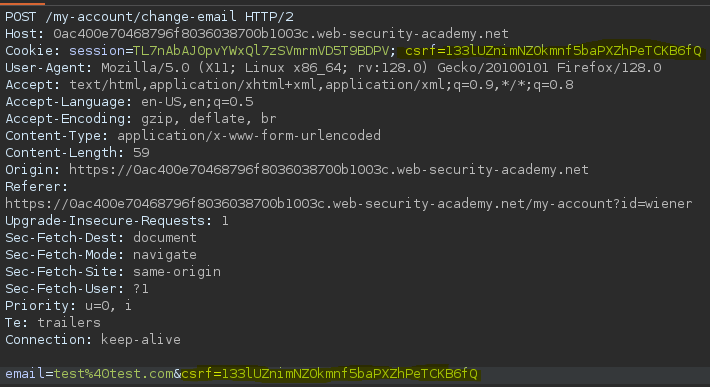 POST /my-account/change-email HTTP/2
Host: 0ac400e70468796f8036038700b1003c.web-security-academy.net
Cookie: session=TL7nAbAJ0pvYWxQl7zSVmrmVD5T9BDPV; csrf=133lUZnimNZ0kmnf5baPXZhPeTCKB6fQ
User-Agent: Mozilla/5.0 (X11; Linux x86_64; rv:128.0) Gecko/20100101 Firefox/128.0
Accept: text/html,application/xhtml+xml,application/xml;q=0.9,*/*;q=0.8
Accept-Language: en-US,en;q=0.5
Accept-Encoding: gzip, deflate, br
Content-Type: application/x-www-form-urlencoded
Content-Length: 59
Origin: https://0ac400e70468796f8036038700b1003c.web-security-academy.net
Referer:
https://0ac400e70468796f8036038700b1003c.web-security-academy.net/my-account?id=wiener
Upgrade-Insecure-Requests: 1
Sec-Fetch-Dest: document
Sec-Fetch-Mode: navigate
Sec-Fetch-Site: same-origin
Sec-Fetch-User: ?1
Priority: u=0, i
Te: trailers
Connection: keep-alive
email=test%40test.com&csrf=133lUZnimNZ0kmnf5baPXZhPeTCKB6fQ